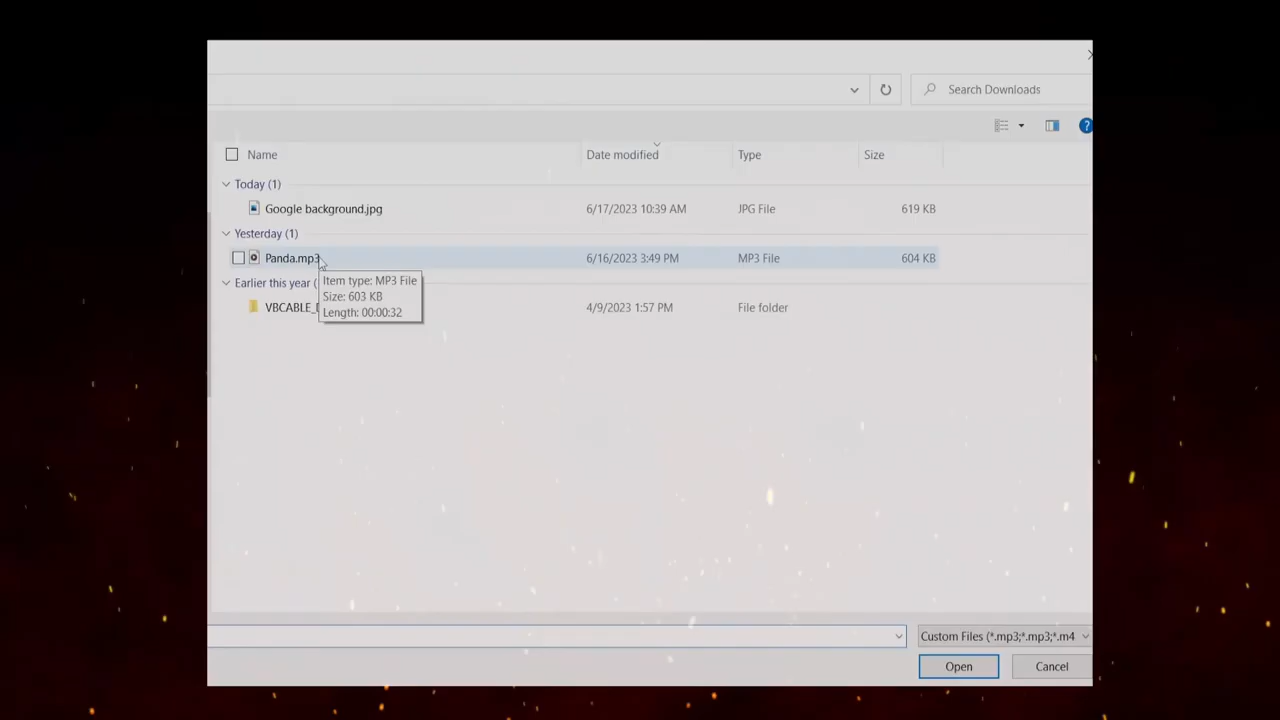 Search Downloads
?
Name Date modified Type Size
Today (1)
Google background.jpg 6/17/2023 10:39 AM JPG File 619 KB
Yesterday (1)
Panda.mp3 6/16/2023 3:49 PM MP3 File 604 KB
Earlier this year (
Item type: MP3 File
Size: 603 KB
Length: 00:00:32
VBCABLE_ 4/9/2023 1:57 PM File folder
Custom Files (*.mp3;*.mp3;*.m4
Open Cancel